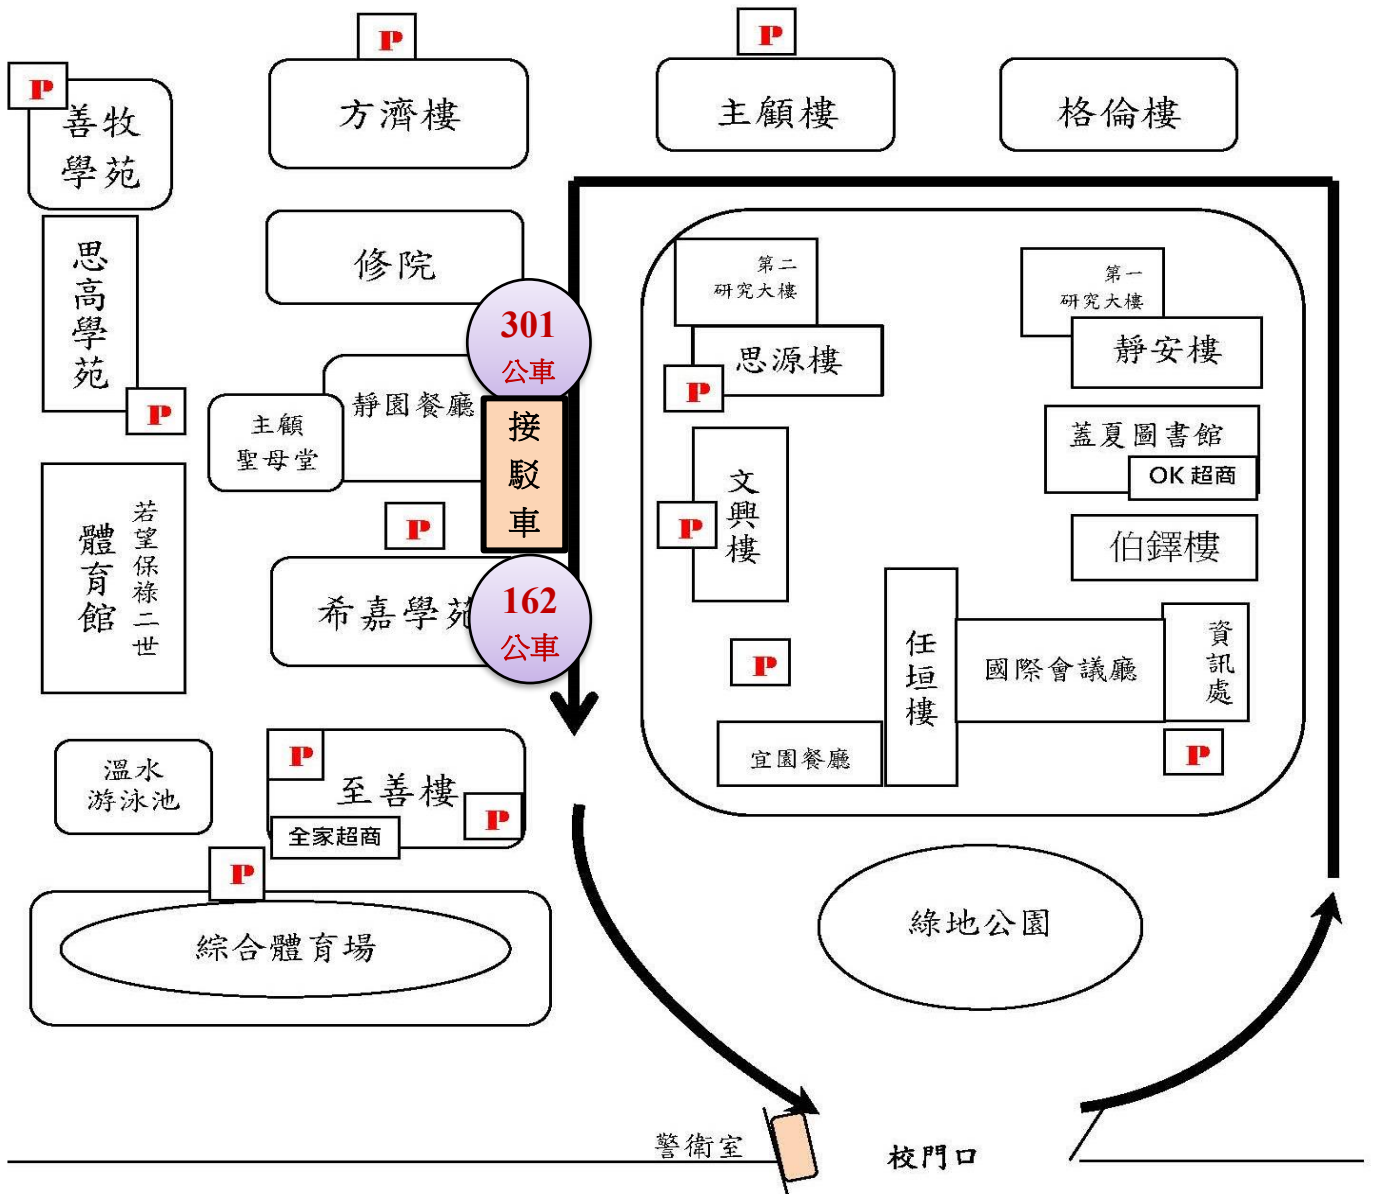 P
P
P
善牧
學苑
方濟樓
主顧樓
格倫樓
思高學苑
P
修院
301
公車
第二
研究大樓
思源樓
P
第一
研究大樓
靜安樓
靜園餐廳
主顧
聖母堂
接駁車
P
蓋夏圖書館
OK 超商
文興樓
P
伯鐸樓
若望保祿二世
體育館
希嘉學苑
162
公車
P
任垣樓
國際會議廳
資訊處
P
宜園餐廳
溫水
游泳池
P
至善樓
P
全家超商
P
綜合體育場
綠地公園
警衛室
校門口